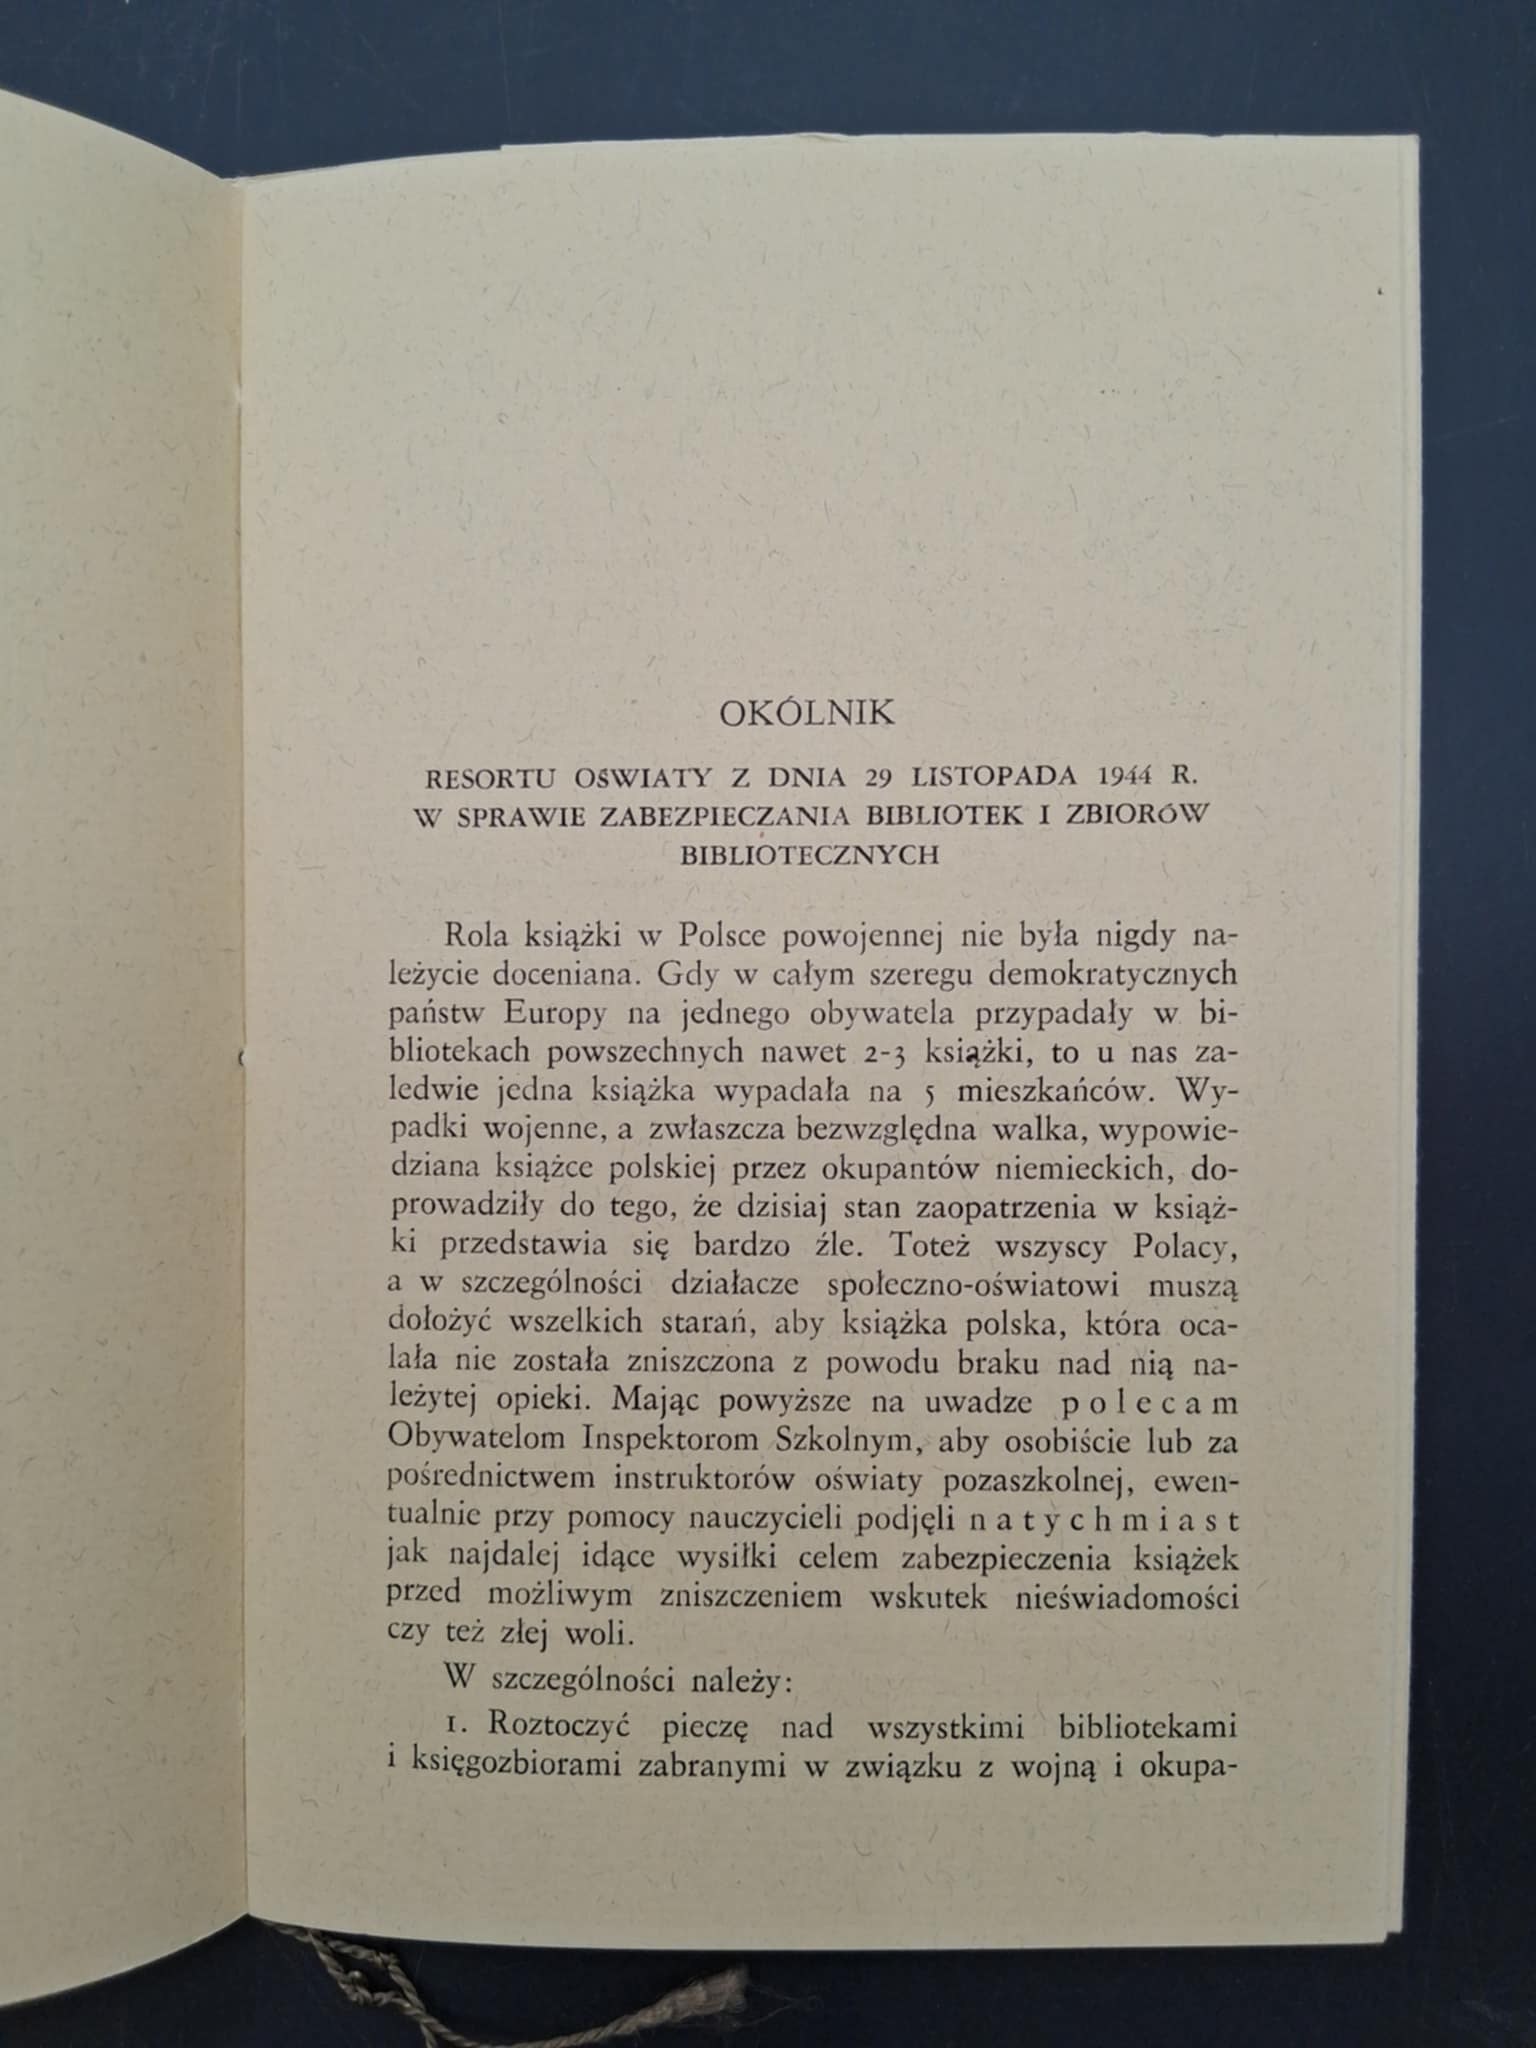 OKÓLNIK
RESORTU OŚWIATY Z DNIA 29 LISTOPADA 1944 R.
W SPRAWIE ZABEZPIECZANIA BIBLIOTEK I ZBIORÓW
BIBLIOTECZNYCH
Rola książki w Polsce powojennej nie była nigdy na-
leżycie doceniana. Gdy w całym szeregu demokratycznych
państw Europy na jednego obywatela przypadały w bi-
bliotekach powszechnych nawet 2-3 książki, to u nas za-
ledwie jedna książka wypadała na 5 mieszkańców. Wy-
padki wojenne, a zwłaszcza bezwzględna walka, wypowie-
dziana książce polskiej przez okupantów niemieckich, do-
prowadziły do tego, że dzisiaj stan zaopatrzenia w książ-
ki przedstawia się bardzo źle. Toteż wszyscy Polacy,
a w szczególności działacze społeczno-oświatowi muszą
dołożyć wszelkich starań, aby książka polska, która oca-
lała nie została zniszczona z powodu braku nad nią na-
leżytej opieki. Mając powyższe na uwadze p o l e c a m
Obywatelom Inspektorom Szkolnym, aby osobiście lub za
pośrednictwem instruktorów oświaty pozaszkolnej, ewen-
tualnie przy pomocy nauczycieli podjęli n a t y c h m i a s t
jak najdalej idące wysiłki celem zabezpieczenia książek
przed możliwym zniszczeniem wskutek nieświadomości
czy też złej woli.
W szczególności należy:
1. Roztoczyć pieczę nad wszystkimi bibliotekami
i księgozbiorami zabranymi w związku z wojną i okupa-